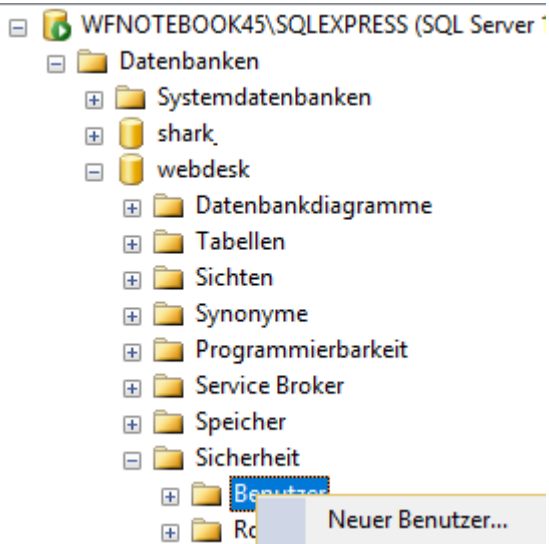 WFNOTEBOOK45\SQLEXPRESS (SQL Server 1
Datenbanken
Systemdatenbanken
shark
webdesk
Datenbankdiagramme
Tabellen
Sichten
Synonyme
Programmierbarkeit
Service Broker
Speicher
Sicherheit
Benutzer
Neuer Benutzer...